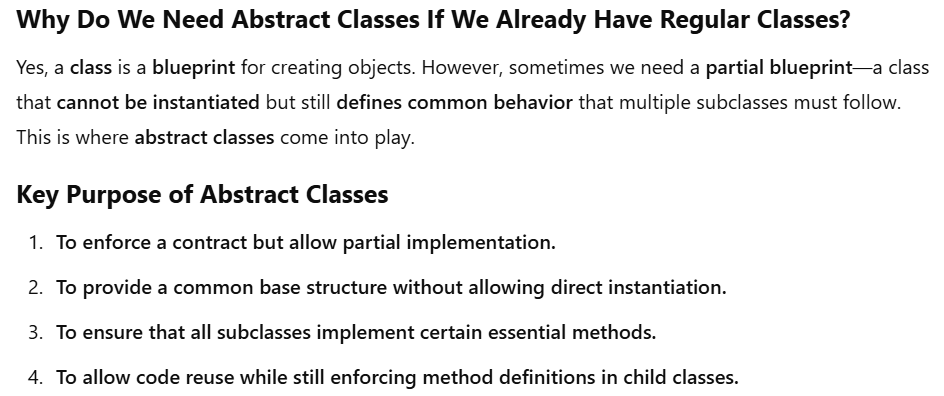 Why Do We Need Abstract Classes If We Already Have Regular Classes?
Yes, a class is a blueprint for creating objects. However, sometimes we need a partial blueprint—a class
that cannot be instantiated but still defines common behavior that multiple subclasses must follow.
This is where abstract classes come into play.
Key Purpose of Abstract Classes
1. To enforce a contract but allow partial implementation.
2. To provide a common base structure without allowing direct instantiation.
3. To ensure that all subclasses implement certain essential methods.
4. To allow code reuse while still enforcing method definitions in child classes.